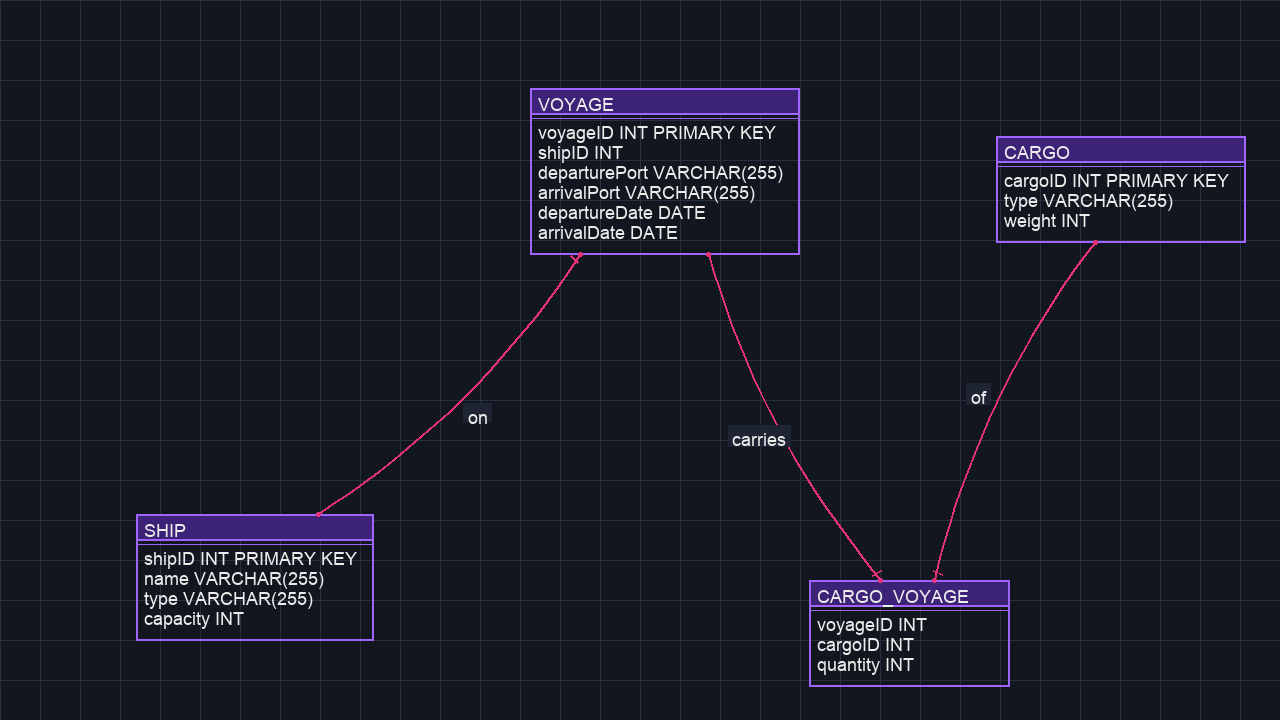 VOYAGE
voyageID INT PRIMARY KEY
shipID INT
departurePort VARCHAR(255)
arrivalPort VARCHAR(255)
departureDate DATE
arrivalDate DATE
CARGO
cargoID INT PRIMARY KEY
type VARCHAR(255)
weight INT
on
carries
of
SHIP
shipID INT PRIMARY KEY
name VARCHAR(255)
type VARCHAR(255)
capacity INT
CARGO_VOYAGE
voyageID INT
cargoID INT
quantity INT